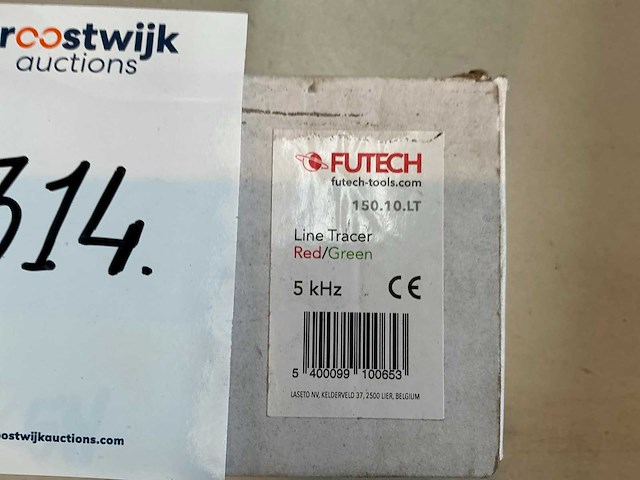 roostwijk
auctions
314.
oostwijkauctions.com
FUTECH
futech-tools.com
150.10.LT
Line Tracer
Red/Green
5 kHz CE
5 400099 100653
LASETO NV, KELDERVELD 37, 2500 LIER, BELGIUM